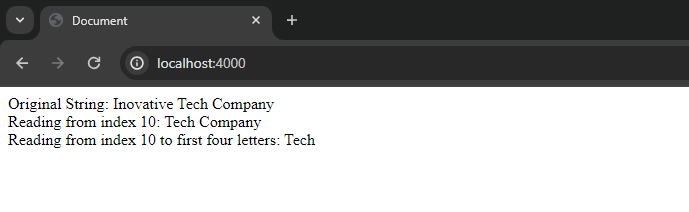 Document
localhost:4000
Original String: Inovative Tech Company
Reading from index 10: Tech Company
Reading from index 10 to first four letters: Tech